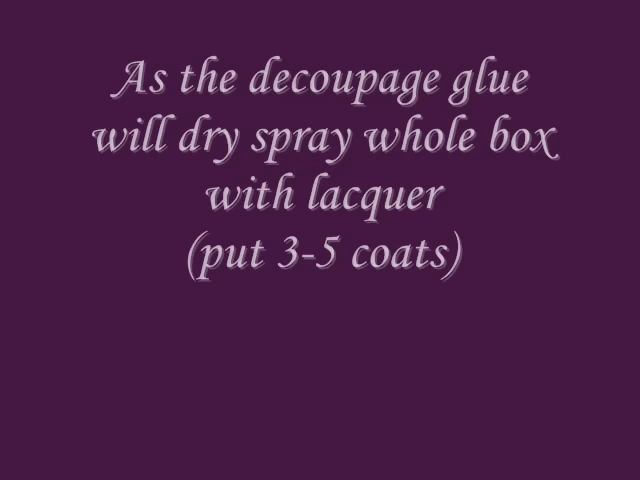 As the decoupage glue
will dry spray whole box
with lacquer
(put 3-5 coats)